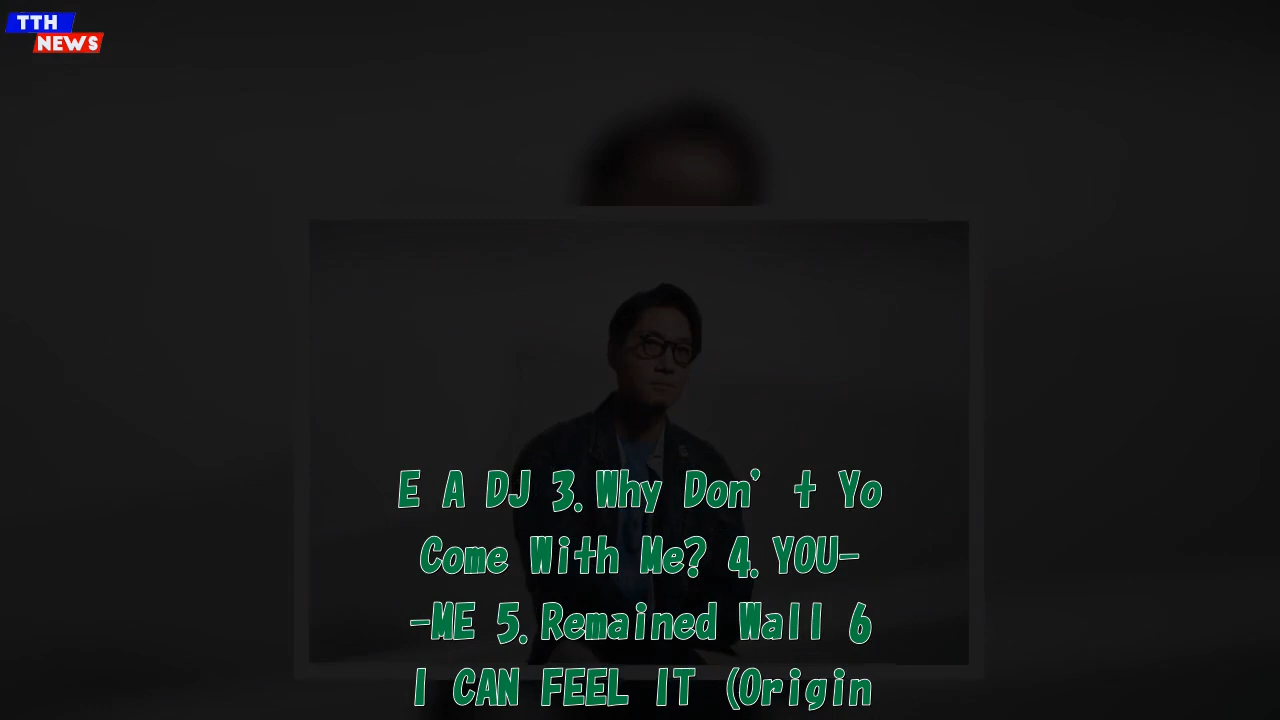 TTH
NEWS
E A DJ 3.Why Don't Yo
Come With Me? 4.YOU-
-ME 5.Remained Wall 6
I CAN FEEL IT (Origin